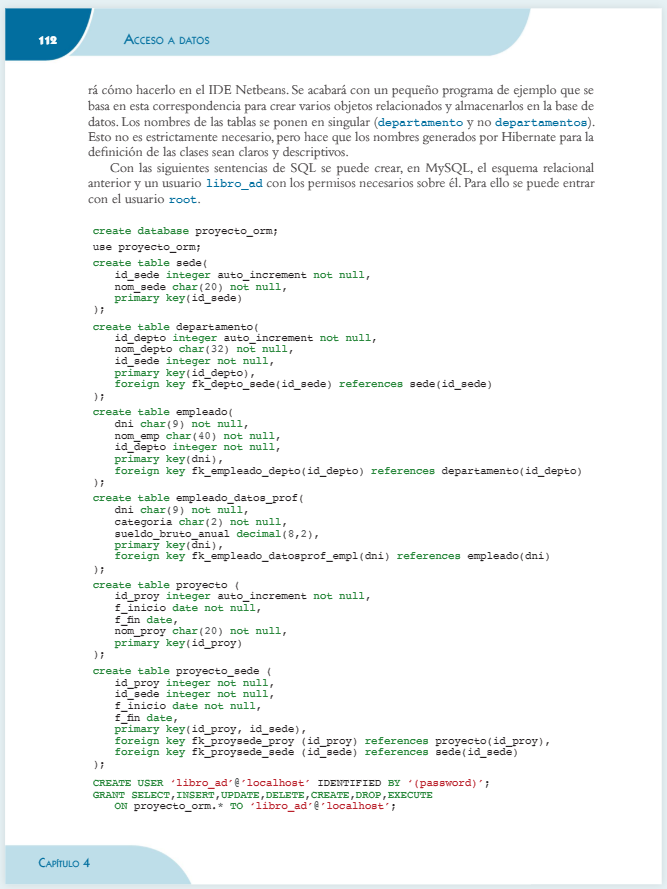 112
ACCESO A DATOS
rá cómo hacerlo en el IDE Netbeans. Se acabará con un pequeño programa de ejemplo que se
basa en esta correspondencia para crear varios objetos relacionados y almacenarlos en la base de
datos. Los nombres de las tablas se ponen en singular (departamento y no departamentos).
Esto no es estrictamente necesario, pero hace que los nombres generados por Hibernate para la
definición de las clases sean claros y descriptivos.
Con las siguientes sentencias de SQL se puede crear, en MySQL, el esquema relacional
anterior y un usuario libro_ad con los permisos necesarios sobre él. Para ello se puede entrar
con el usuario root.
create database proyecto_orm;
use proyecto_orm;
create table sede(
id_sede integer auto_increment not null,
nom_sede char(20) not null,
primary key(id_sede)
);
create table departamento(
id_depto integer auto_increment not null,
nom_depto char(32) not null,
id_sede integer not null,
primary key(id_depto),
foreign key fk_depto_sede(id_sede) references sede(id_sede)
);
create table empleado(
dni char(9) not null,
nom_emp char(40) not null,
id_depto integer not null,
primary key(dni),
foreign key fk_empleado_depto(id_depto) references departamento(id_depto)
);
create table empleado_datos_prof(
dni char(9) not null,
categoria char(2) not null,
sueldo_bruto_anual decimal(8,2),
primary key(dni),
foreign key fk_empleado_datosprof_empl(dni) references empleado(dni)
);
create table proyecto (
id_proy integer auto_increment not null,
f_inicio date not null,
f_fin date,
nom_proy char(20) not null,
primary key(id_proy)
);
create table proyecto_sede (
id_proy integer not null,
id_sede integer not null,
f_inicio date not null,
f_fin date,
primary key(id_proy, id_sede),
foreign key fk_proysede_proy (id_proy) references proyecto(id_proy),
foreign key fk_proysede_sede (id_sede) references sede(id_sede)
);
CREATE USER ‘libro_ad’@’localhost’ IDENTIFIED BY ‘(password)’;
GRANT SELECT,INSERT,UPDATE,DELETE,CREATE,DROP,EXECUTE
ON proyecto_orm.* TO ‘libro_ad’@’localhost’;
CAPÍTULO 4